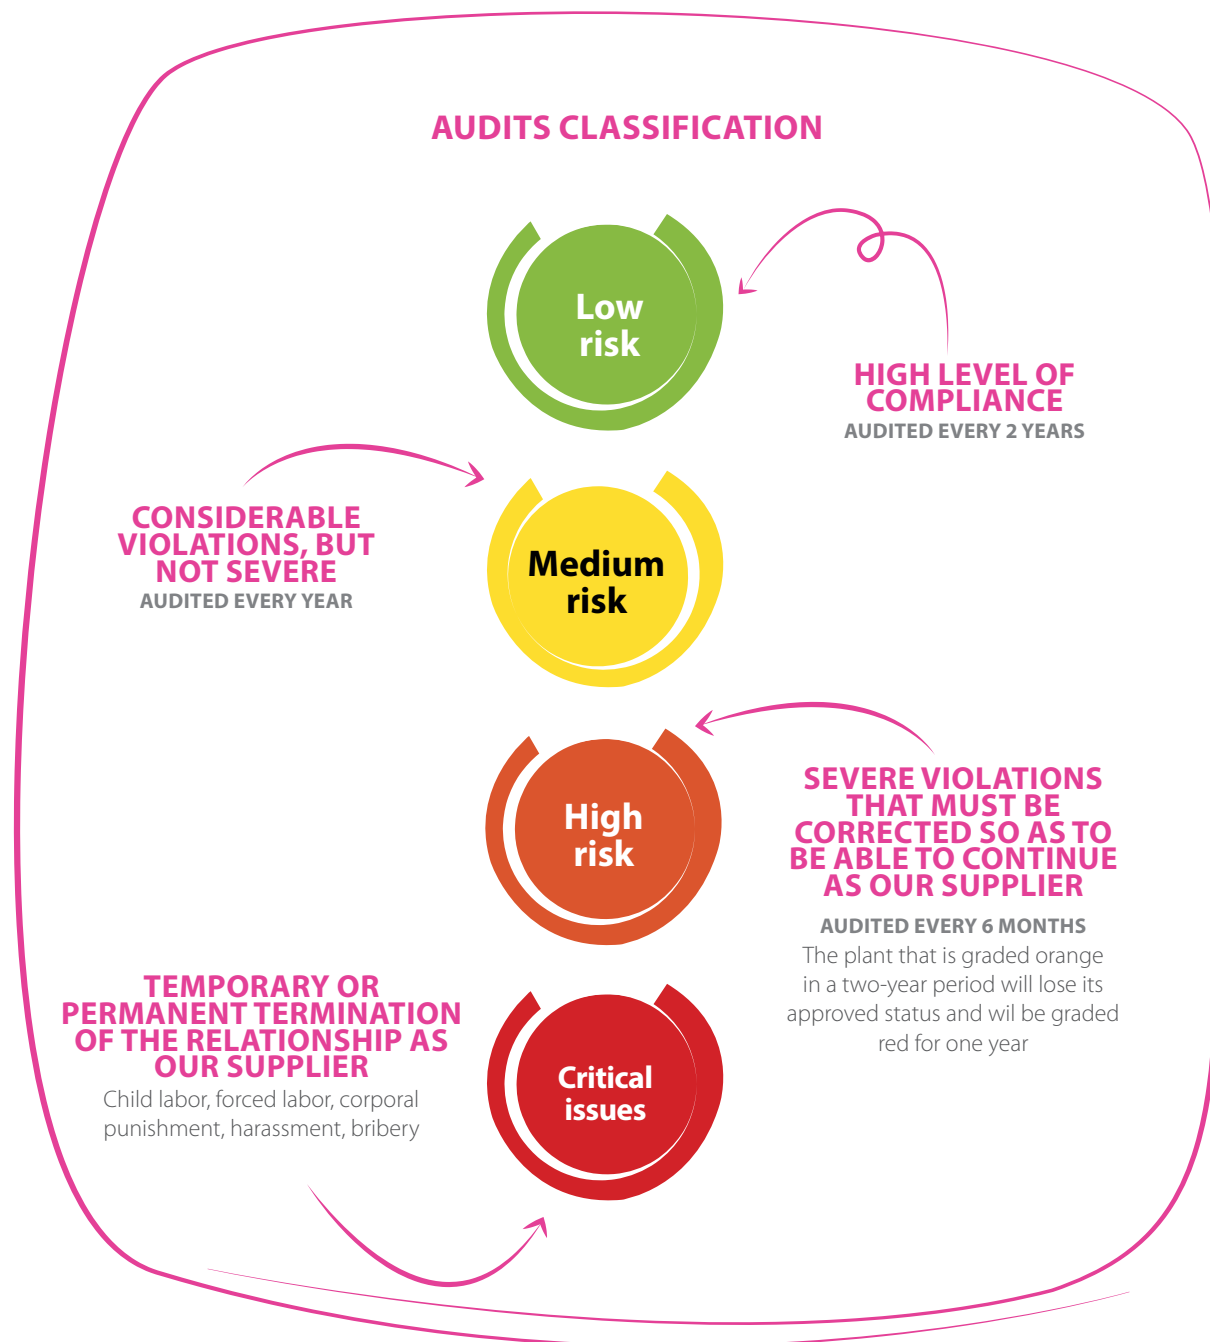 AUDITS CLASSIFICATION
Low
risk
HIGH LEVEL OF
COMPLIANCE
AUDITED EVERY 2 YEARS
CONSIDERABLE
VIOLATIONS, BUT
NOT SEVERE
AUDITED EVERY YEAR
Medium
risk
High
risk
SEVERE VIOLATIONS
THAT MUST BE
CORRECTED SO AS TO
BE ABLE TO CONTINUE
AS OUR SUPPLIER
AUDITED EVERY 6 MONTHS
The plant that is graded orange
in a two-year period will lose its
approved status and wil be graded
red for one year
TEMPORARY OR
PERMANENT TERMINATION
OF THE RELATIONSHIP AS
OUR SUPPLIER
Child labor, forced labor, corporal
punishment, harassment, bribery
Critical
issues